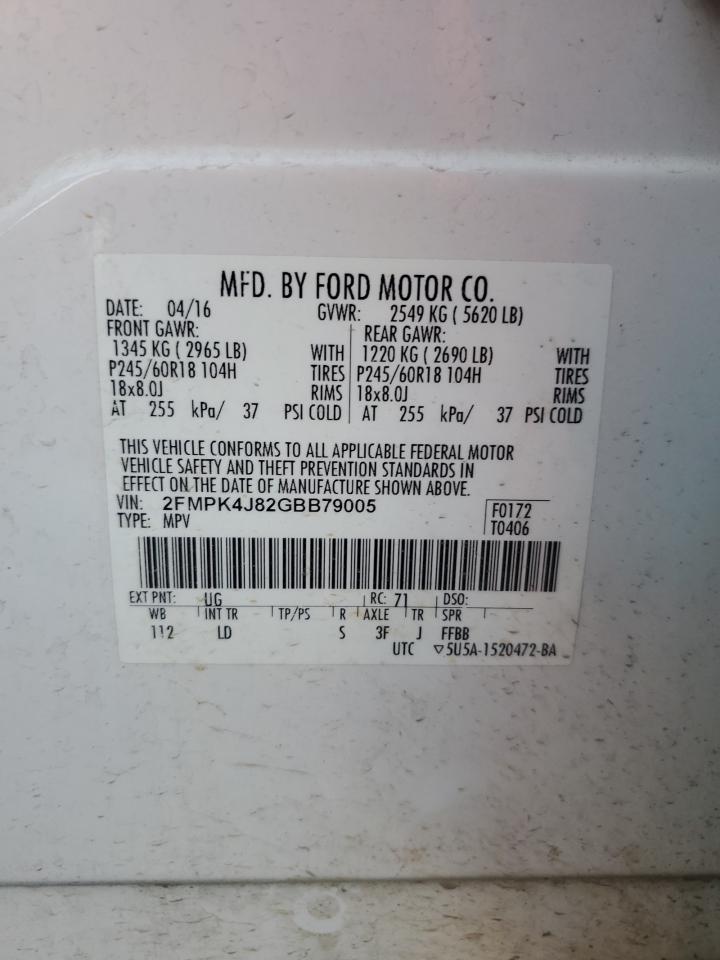 MFD. BY FORD MOTOR CO.
DATE: 04/16 GVWR: 2549 KG ( 5620 LB)
FRONT GAWR: REAR GAWR:
1345 KG ( 2965 LB) WITH 1220 KG ( 2690 LB) WITH
P245/60R18 104H TIRES P245/60R18 104H TIRES
18x8.0J RIMS 18x8.0J RIMS
AT 255 kPa/ 37 PSI COLD AT 255 kPa/ 37 PSI COLD
THIS VEHICLE CONFORMS TO ALL APPLICABLE FEDERAL MOTOR
VEHICLE SAFETY AND THEFT PREVENTION STANDARDS IN
EFFECT ON THE DATE OF MANUFACTURE SHOWN ABOVE.
VIN: 2FMPK4J82GBB79005 F0172
TYPE: MPV T0406
EXT PNT: UG RC: 71 DSO:
WB INT TR TP/PS R AXLE TR SPR
112 LD S 3F J FFBB
UTC ▽5U5A-1520472-BA